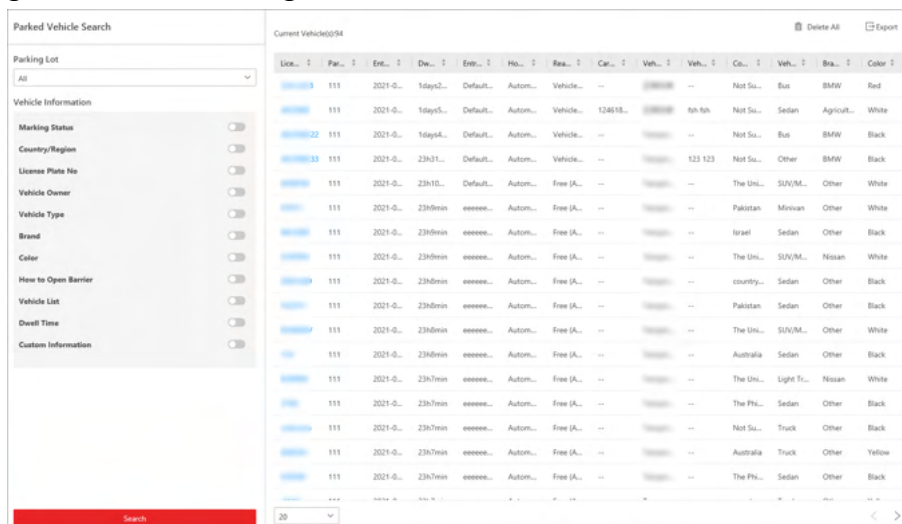 Parked Vehicle Search
Parking Lot
All
Vehicle Information
Marking Status
Country/Region
License Plate No
Vehicle Owner
Vehicle Type
Brand
Color
How to Open Barrier
Vehicle List
Dwell Time
Custom Information
Search
Current Vehicle(s):94
Delete All
Export
Lice... Par... Ent... Dw... Entr... Ho... Rea... Car... Veh... Veh... Co... Veh... Bra... Color
3 111 2021-0... 1days2... Default... Autom... Vehicle... -- -- Not Su... Bus BMW Red
111 2021-0... 1days5... Default... Autom... Vehicle...124618... fsh fsh Not Su... Sedan Agricult... White
22 111 2021-0... 1days4... Default... Autom... Vehicle... -- -- Not Su... Bus BMW Black
33 111 2021-0... 23h31... Default... Autom... Vehicle... -- 123 123 Not Su... Other BMW Black
111 2021-0... 23h10... Default... Autom... Free (A... -- -- The Uni... SUV/M... Other White
111 2021-0... 23h9min eeeeee... Autom... Free (A... -- -- Pakistan Minivan Other White
111 2021-0... 23h9min eeeeee... Autom... Free (A... -- -- Israel Sedan Other Black
111 2021-0... 23h9min eeeeee... Autom... Free (A... -- -- The Uni... SUV/M... Nissan White
111 2021-0... 23h8min eeeeee... Autom... Free (A... -- -- country... Sedan Other Black
111 2021-0... 23h8min eeeeee... Autom... Free (A... -- -- Pakistan Sedan Other Black
111 2021-0... 23h8min eeeeee... Autom... Free (A... -- -- The Uni... SUV/M... Other White
111 2021-0... 23h8min eeeeee... Autom... Free (A... -- -- Australia Sedan Other Black
111 2021-0... 23h7min eeeeee... Autom... Free (A... -- -- The Uni... Light Tr... Nissan White
111 2021-0... 23h7min eeeeee... Autom... Free (A... -- -- The Phi... Sedan Other Black
111 2021-0... 23h7min eeeeee... Autom... Free (A... -- -- Not Su... Truck Other Black
111 2021-0... 23h7min eeeeee... Autom... Free (A... -- -- Australia Truck Other Yellow
111 2021-0... 23h7min eeeeee... Autom... Free (A... -- -- The Phi... Sedan Other Black
20